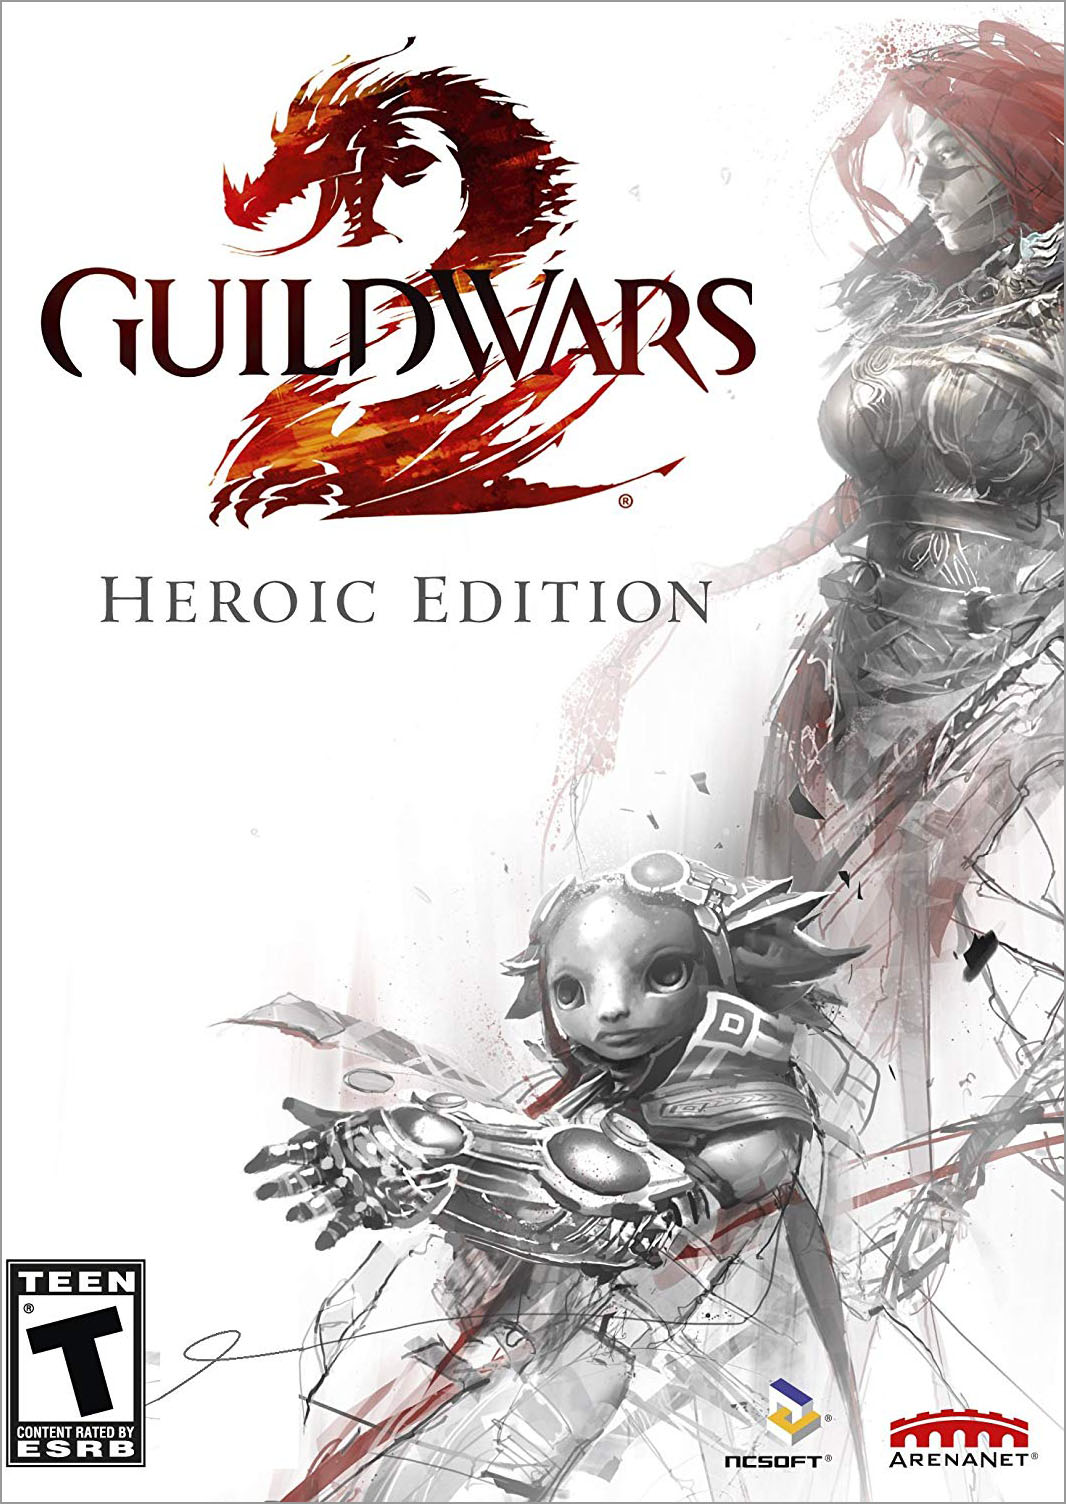 2
GUILD WARS
®
HEROIC EDITION
TEEN
®
T
CONTENT RATED BY
ESRB
®
NCSOFT®
ARENANET®